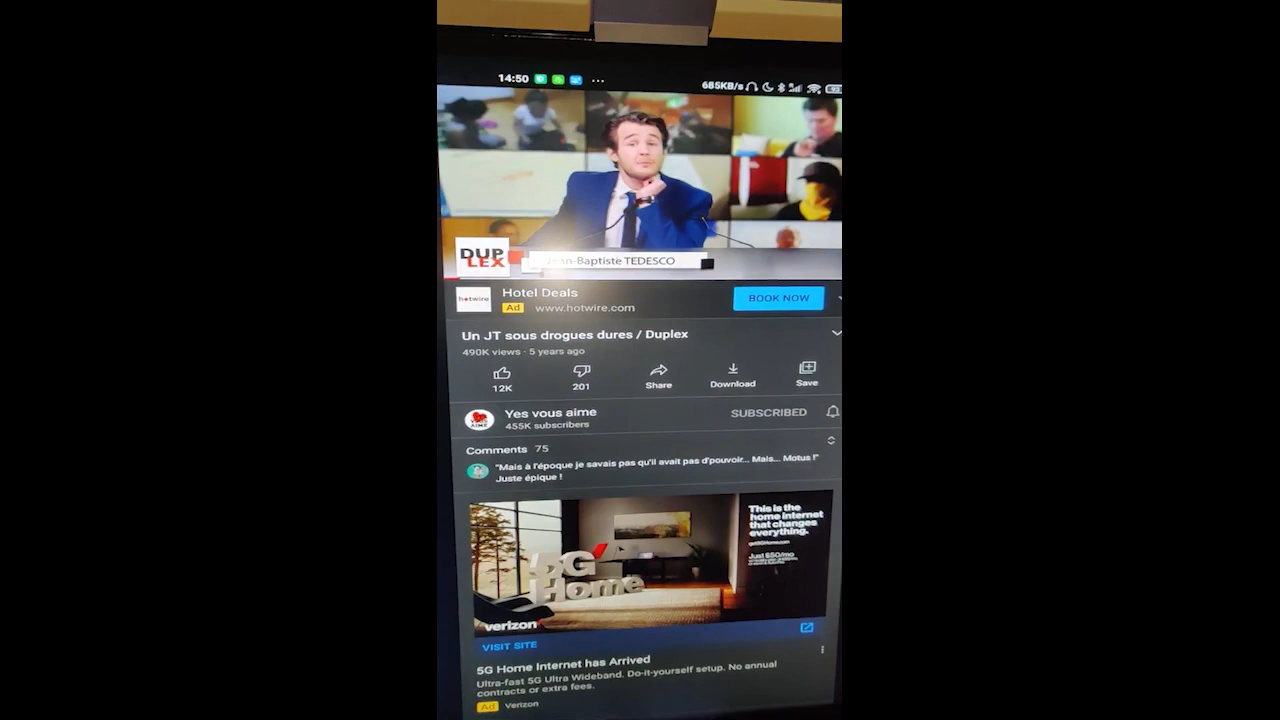 14:50
685KB/s
92
DUP
LEX
Jean-Baptiste TEDESCO
hotwire
Hotel Deals
Ad www.hotwire.com
BOOK NOW
Un JT sous drogues dures / Duplex
490K views · 5 years ago
12K
201
Share
Download
Save
Yes vous aime
455K subscribers
SUBSCRIBED
Comments 75
"Mais à l'époque je savais pas qu'il avait pas d'pouvoir... Mais... Motus !"
Juste épique !
This is the
home internet
that changes
everything.
Just $50/mo
5G
Home
verizon
VISIT SITE
5G Home Internet has Arrived
Ultra-fast 5G Ultra Wideband. Do-it-yourself setup. No annual
contracts or extra fees.
Ad Verizon